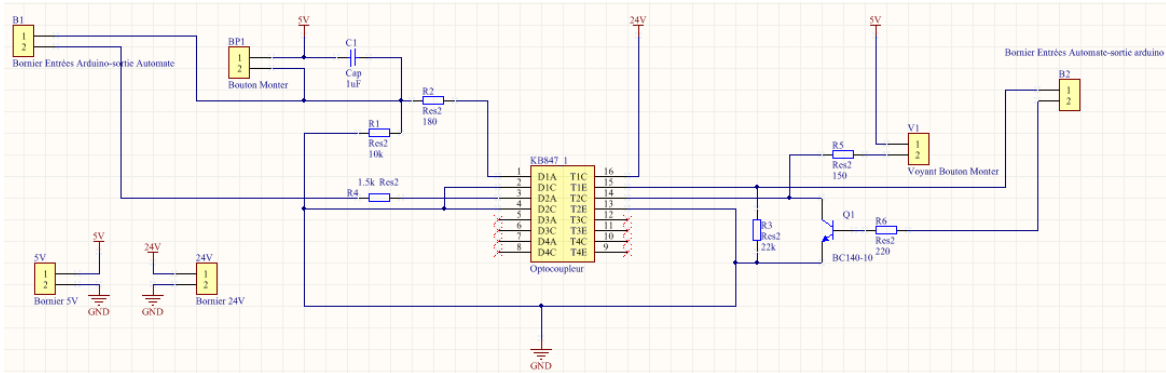 B1
1
2
Bornier Entrées Arduino-sortie Automate
5V
BP1
1
2
Bouton Monter
C1
Cap
1uF
R2
Res2
180
R1
Res2
10k
1.5k Res2
R4
24V
5V
Bornier Entrées Automate-sortie arduino
B2
1
2
V1
1
2
Voyant Bouton Monter
R5
Res2
150
KB847_1
1 D1A T1C 16
2 D1C T1E 15
3 D2A T2C 14
4 D2C T2E 13
5 D3A T3C 12
6 D3C T3E 11
7 D4A T4C 10
8 D4C T4E 9
Optocoupleur
R3
Res2
22k
Q1
BC140-10
R6
Res2
220
5V
5V
1
2
Bornier 5V
GND
24V
24V
1
2
Bornier 24V
GND
GND